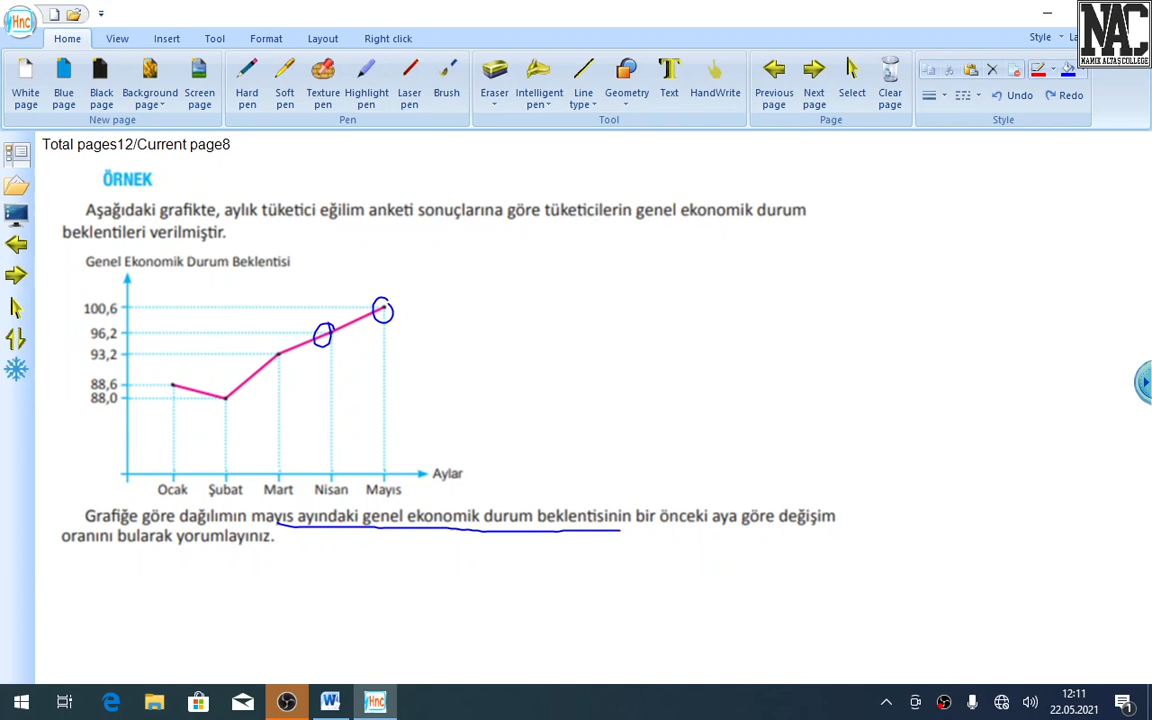 Hnc
NAC
NAMIK ALTAS COLLEGE
Home View Insert Tool Format Layout Right click
Style
White page
Blue page
Black page
Background page
Screen page
New page
Hard pen
Soft pen
Texture pen
Highlight pen
Laser pen
Brush
Pen
Eraser
Intelligent pen
Line type
Geometry
Text
HandWrite
Tool
Previous page
Next page
Select
Clear page
Page
Undo
Redo
Style
Total pages12/Current page8
ÖRNEK
Aşağıdaki grafikte, aylık tüketici eğilim anketi sonuçlarına göre tüketicilerin genel ekonomik durum
beklentileri verilmiştir.
Genel Ekonomik Durum Beklentisi
100,6
96,2
93,2
88,6
88,0
Aylar
Ocak Şubat Mart Nisan Mayıs
Grafiğe göre dağılımın mayıs ayındaki genel ekonomik durum beklentisinin bir önceki aya göre değişim
oranını bularak yorumlayınız.
12:11
22.05.2021
1